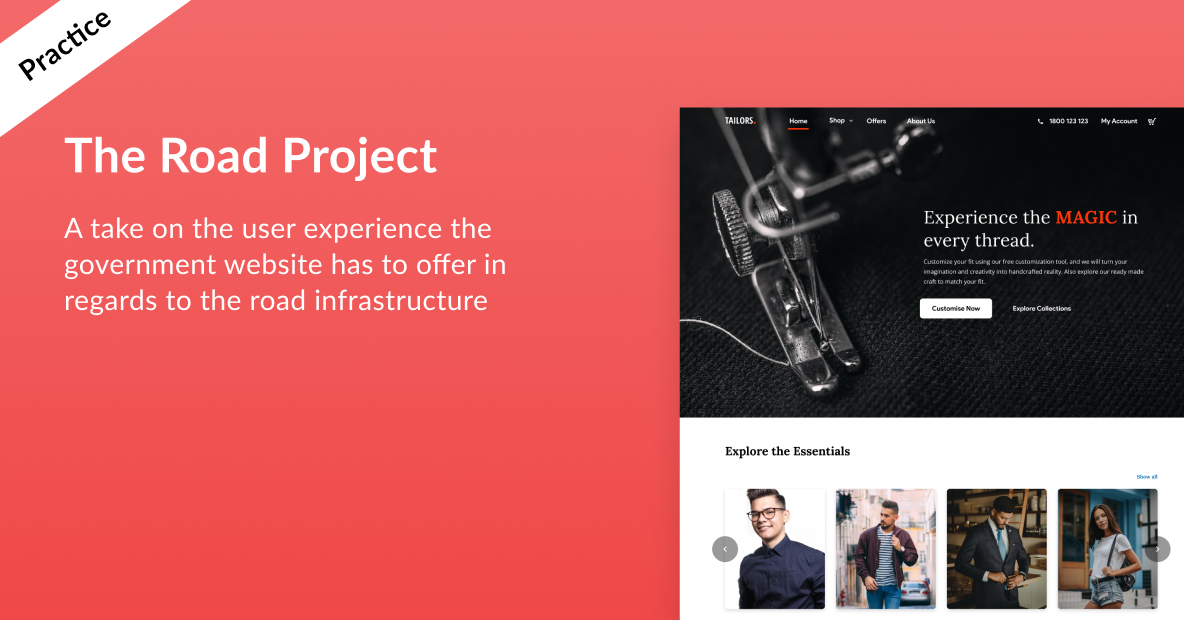 Practice
The Road Project
A take on the user experience the
government website has to offer in
regards to the road infrastructure
TAILORS.
Home
Shop
Offers
About Us
1800 123 123
My Account
Experience the MAGIC in
every thread.
Customize your fit using our free customization tool, and we will turn your
imagination and creativity into handcrafted reality. Also explore our ready made
craft to match your fit.
Customise Now
Explore Collections
Explore the Essentials
Show all